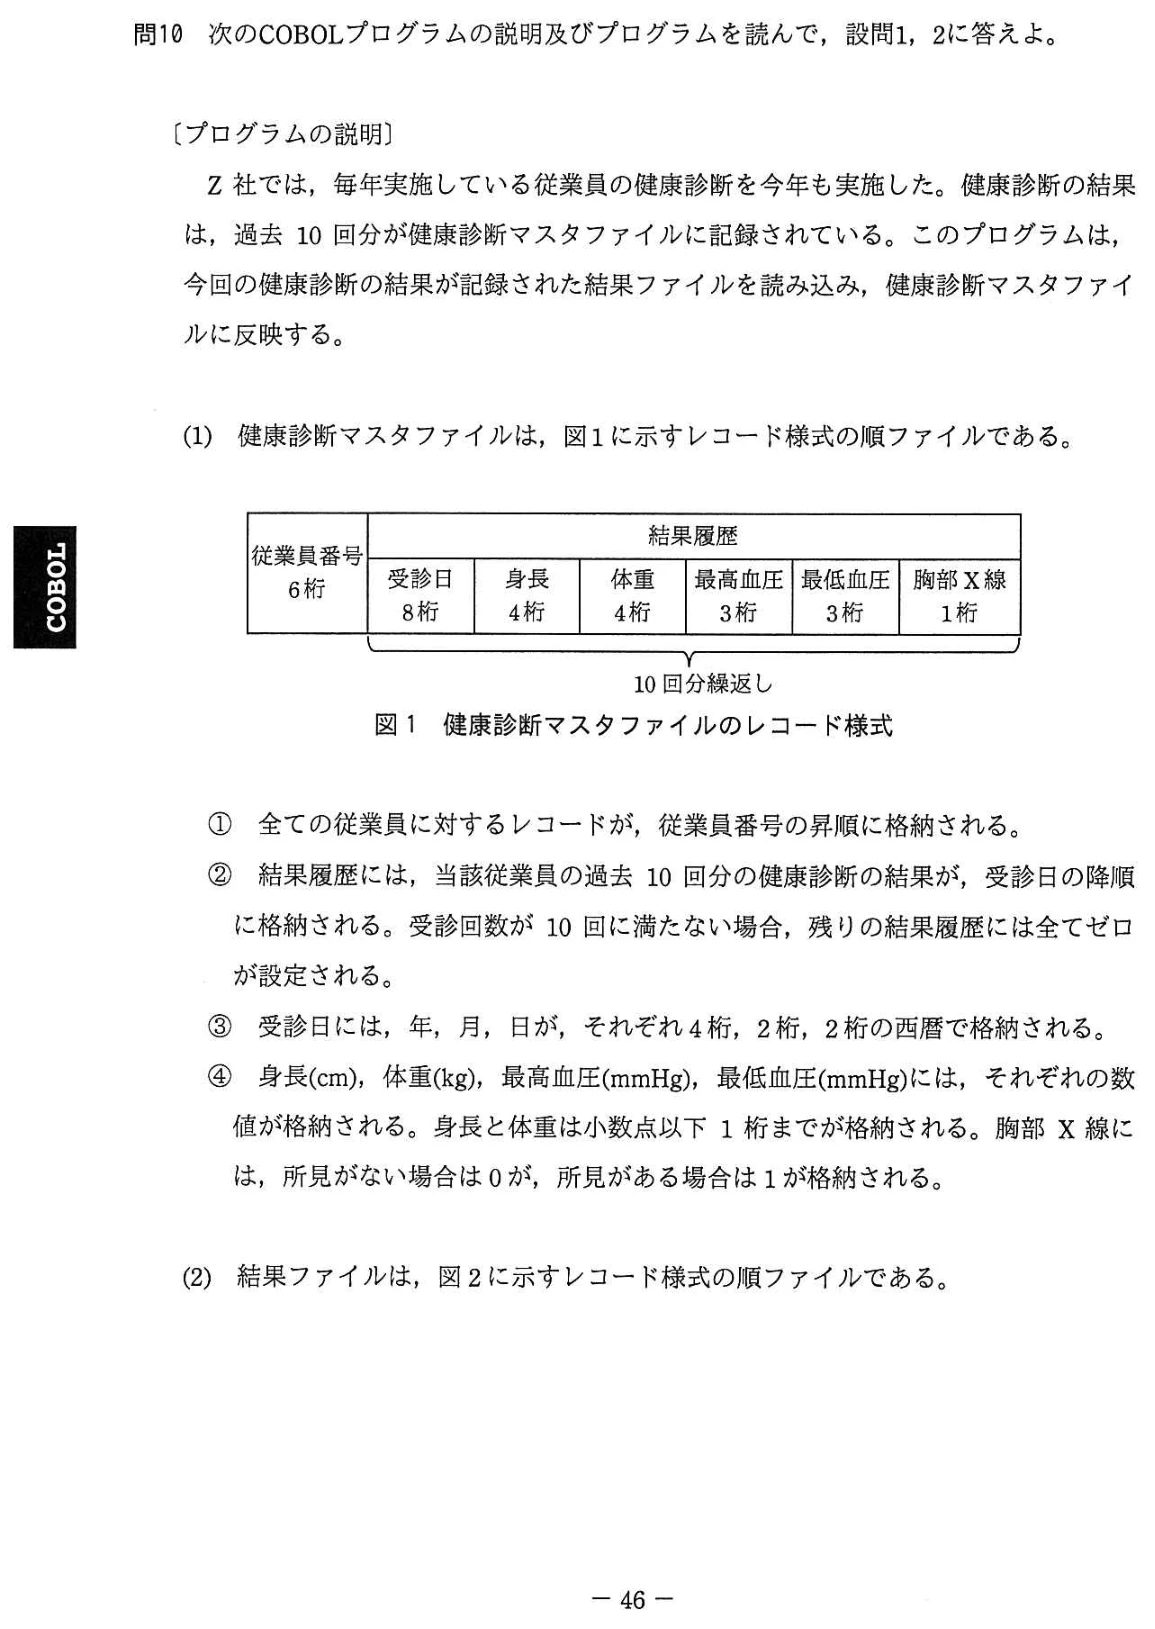 問10　次のCOBOLプログラムの説明及びプログラムを読んで，設問1，2に答えよ。
〔プログラムの説明〕
Z 社では，毎年実施している従業員の健康診断を今年も実施した。健康診断の結果
は，過去 10 回分が健康診断マスタファイルに記録されている。このプログラムは，
今回の健康診断の結果が記録された結果ファイルを読み込み，健康診断マスタファイ
ルに反映する。
(1)　健康診断マスタファイルは，図1に示すレコード様式の順ファイルである。
COBOL
従業員番号
6桁
結果履歴
受診日
8桁
身長
4桁
体重
4桁
最高血圧
3桁
最低血圧
3桁
胸部X線
1桁
10回分繰返し
図1　健康診断マスタファイルのレコード様式
①　全ての従業員に対するレコードが，従業員番号の昇順に格納される。
②　結果履歴には，当該従業員の過去 10 回分の健康診断の結果が，受診日の降順
に格納される。受診回数が 10 回に満たない場合，残りの結果履歴には全てゼロ
が設定される。
③　受診日には，年，月，日が，それぞれ4桁，2桁，2桁の西暦で格納される。
④　身長(cm)，体重(kg)，最高血圧(mmHg)，最低血圧(mmHg)には，それぞれの数
値が格納される。身長と体重は小数点以下 1 桁までが格納される。胸部 X 線に
は，所見がない場合は0が，所見がある場合は1が格納される。
(2)　結果ファイルは，図2に示すレコード様式の順ファイルである。
－ 46 －